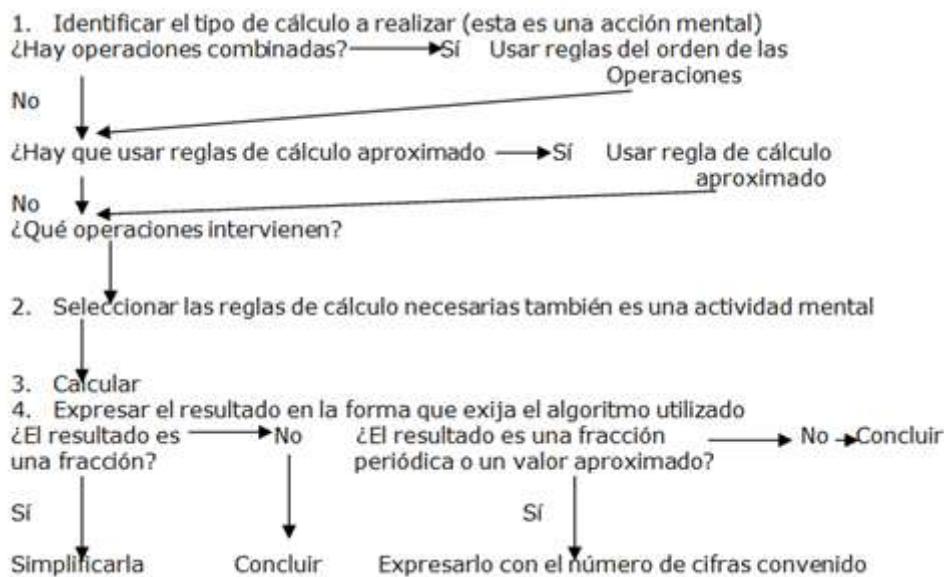 1. Identificar el tipo de cálculo a realizar (esta es una acción mental)
¿Hay operaciones combinadas? Sí Usar reglas del orden de las
Operaciones
No
¿Hay que usar reglas de cálculo aproximado Sí Usar regla de cálculo
aproximado
No
¿Qué operaciones intervienen?
2. Seleccionar las reglas de cálculo necesarias también es una actividad mental
3. Calcular
4. Expresar el resultado en la forma que exija el algoritmo utilizado
¿El resultado es No ¿El resultado es una fracción No Concluir
una fracción? periódica o un valor aproximado?
Sí Sí
Simplificarla Concluir Expresarlo con el número de cifras convenido